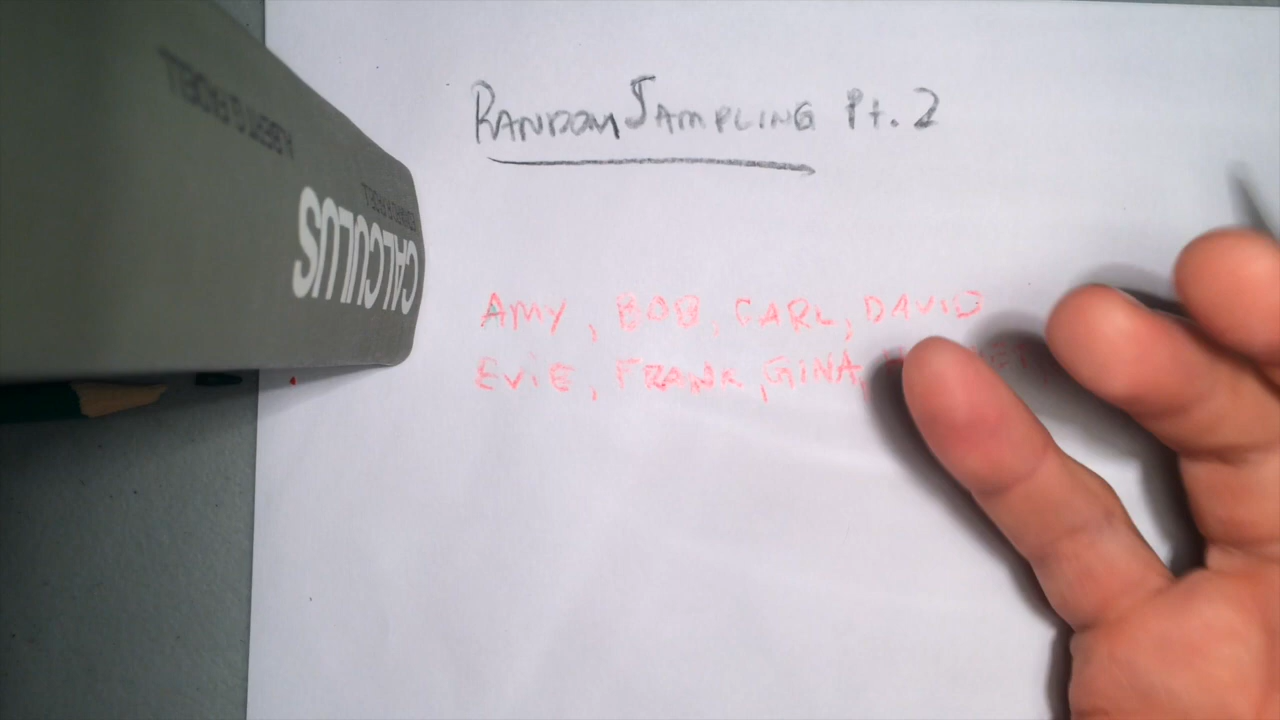 RANDOM SAMPLING Pt. 2
CALCULUS
AMY, BOB, CARL, DAVID
EVIE, FRANK, GINA,